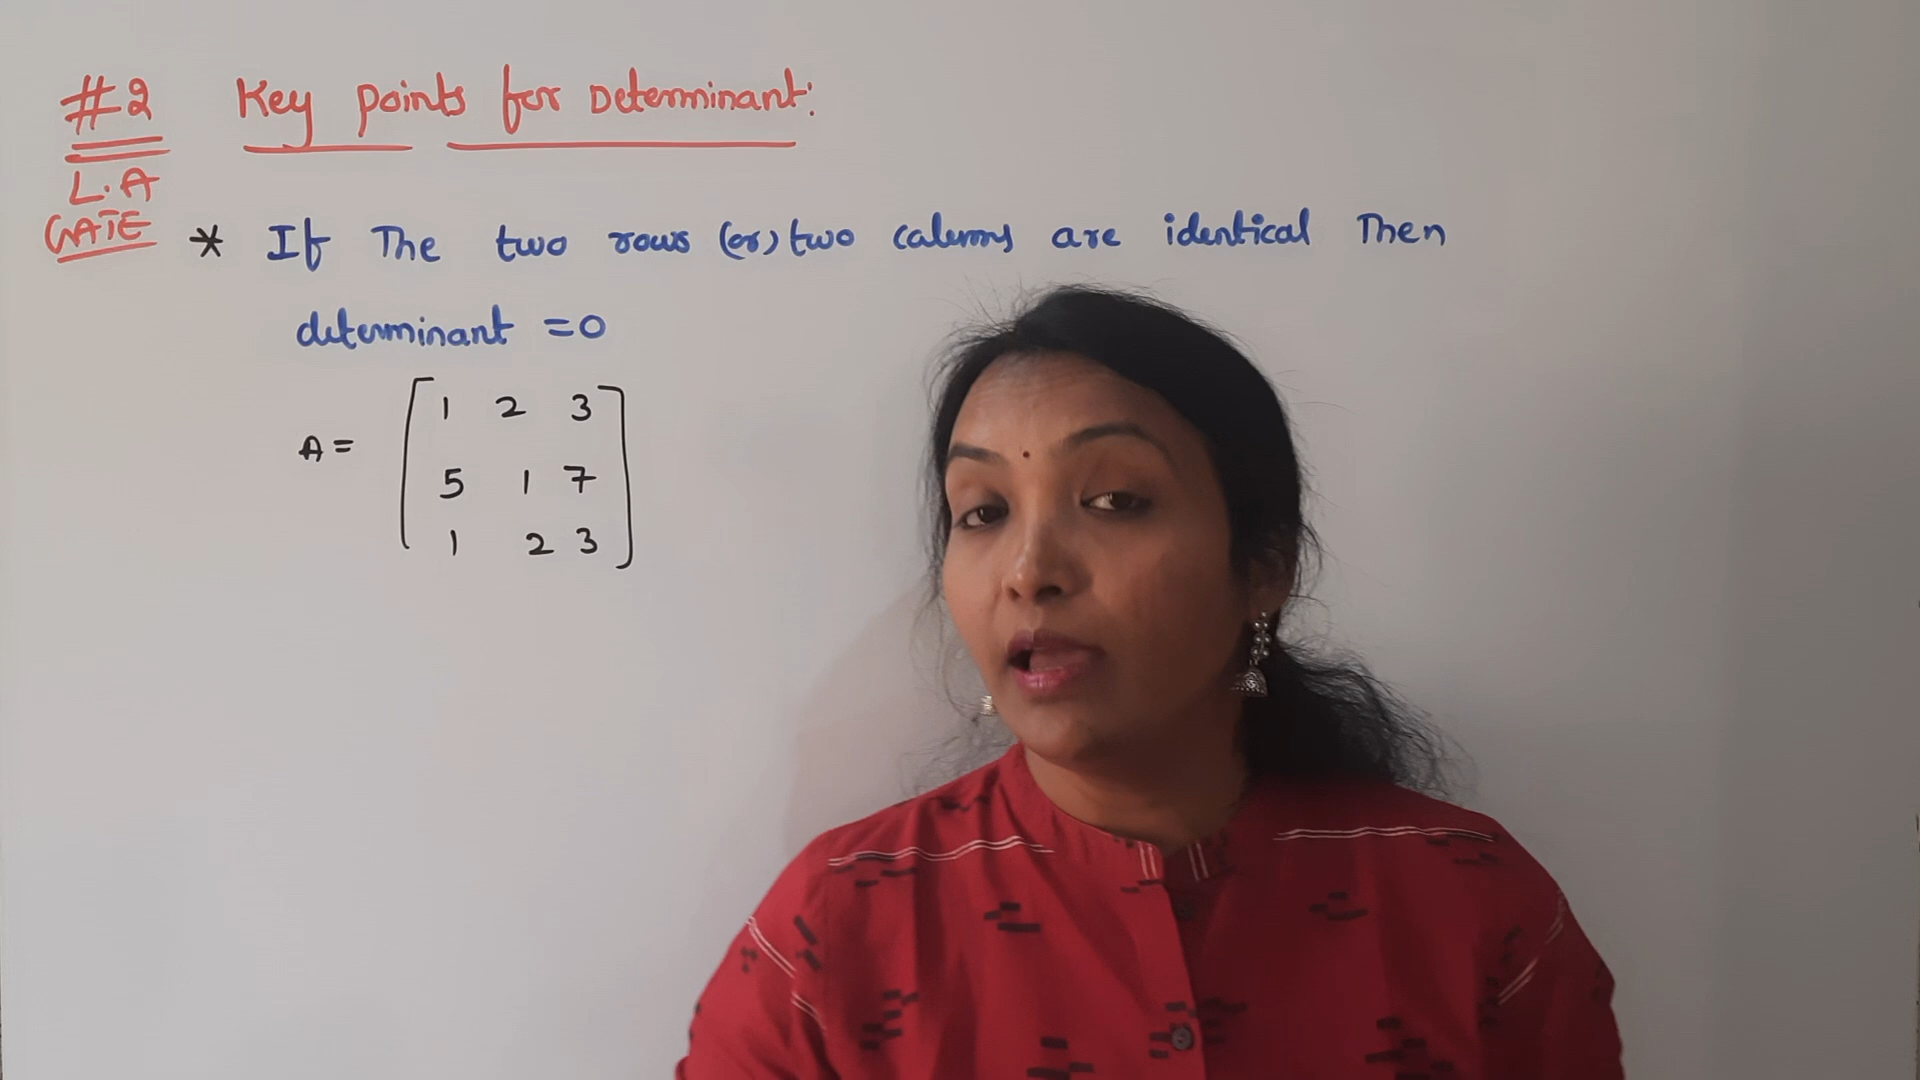 #2 Key points for Determinant:
L.A
GATE
* If The two rows (or) two calumns are identical Then
determinant =0
A = [1 2 3
5 1 7
1 2 3]